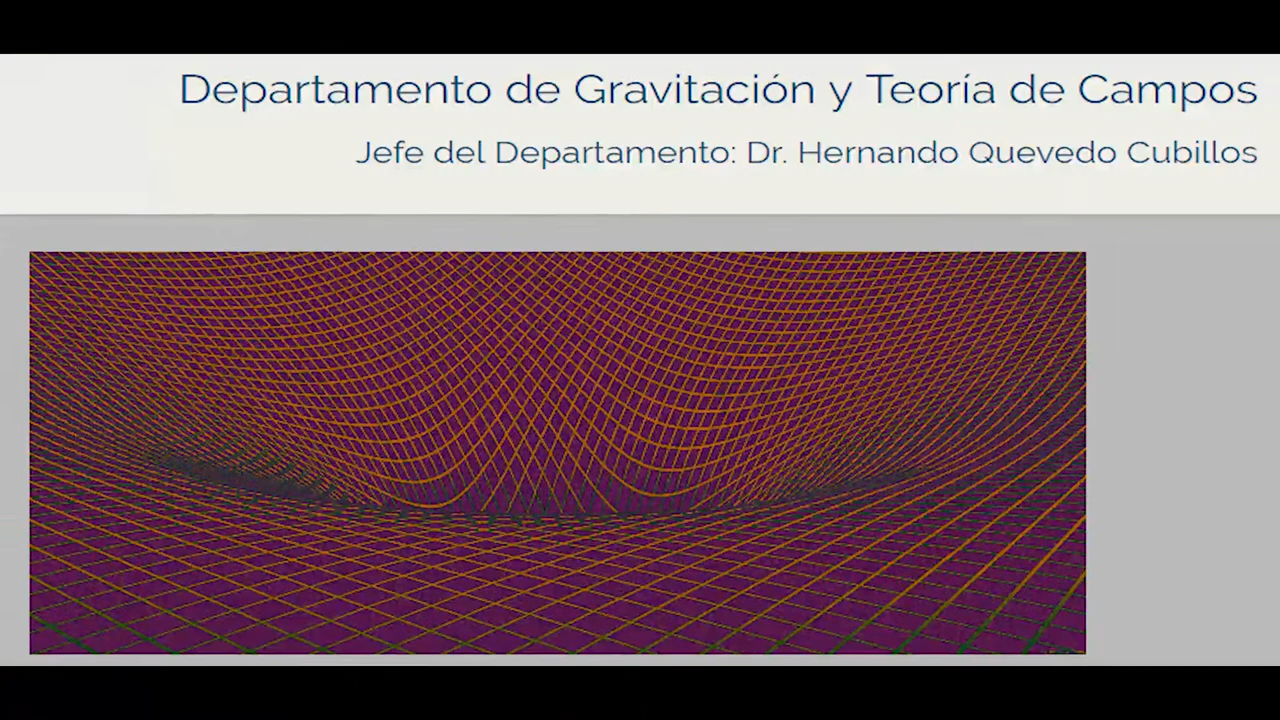 Departamento de Gravitación y Teoría de Campos
Jefe del Departamento: Dr. Hernando Quevedo Cubillos